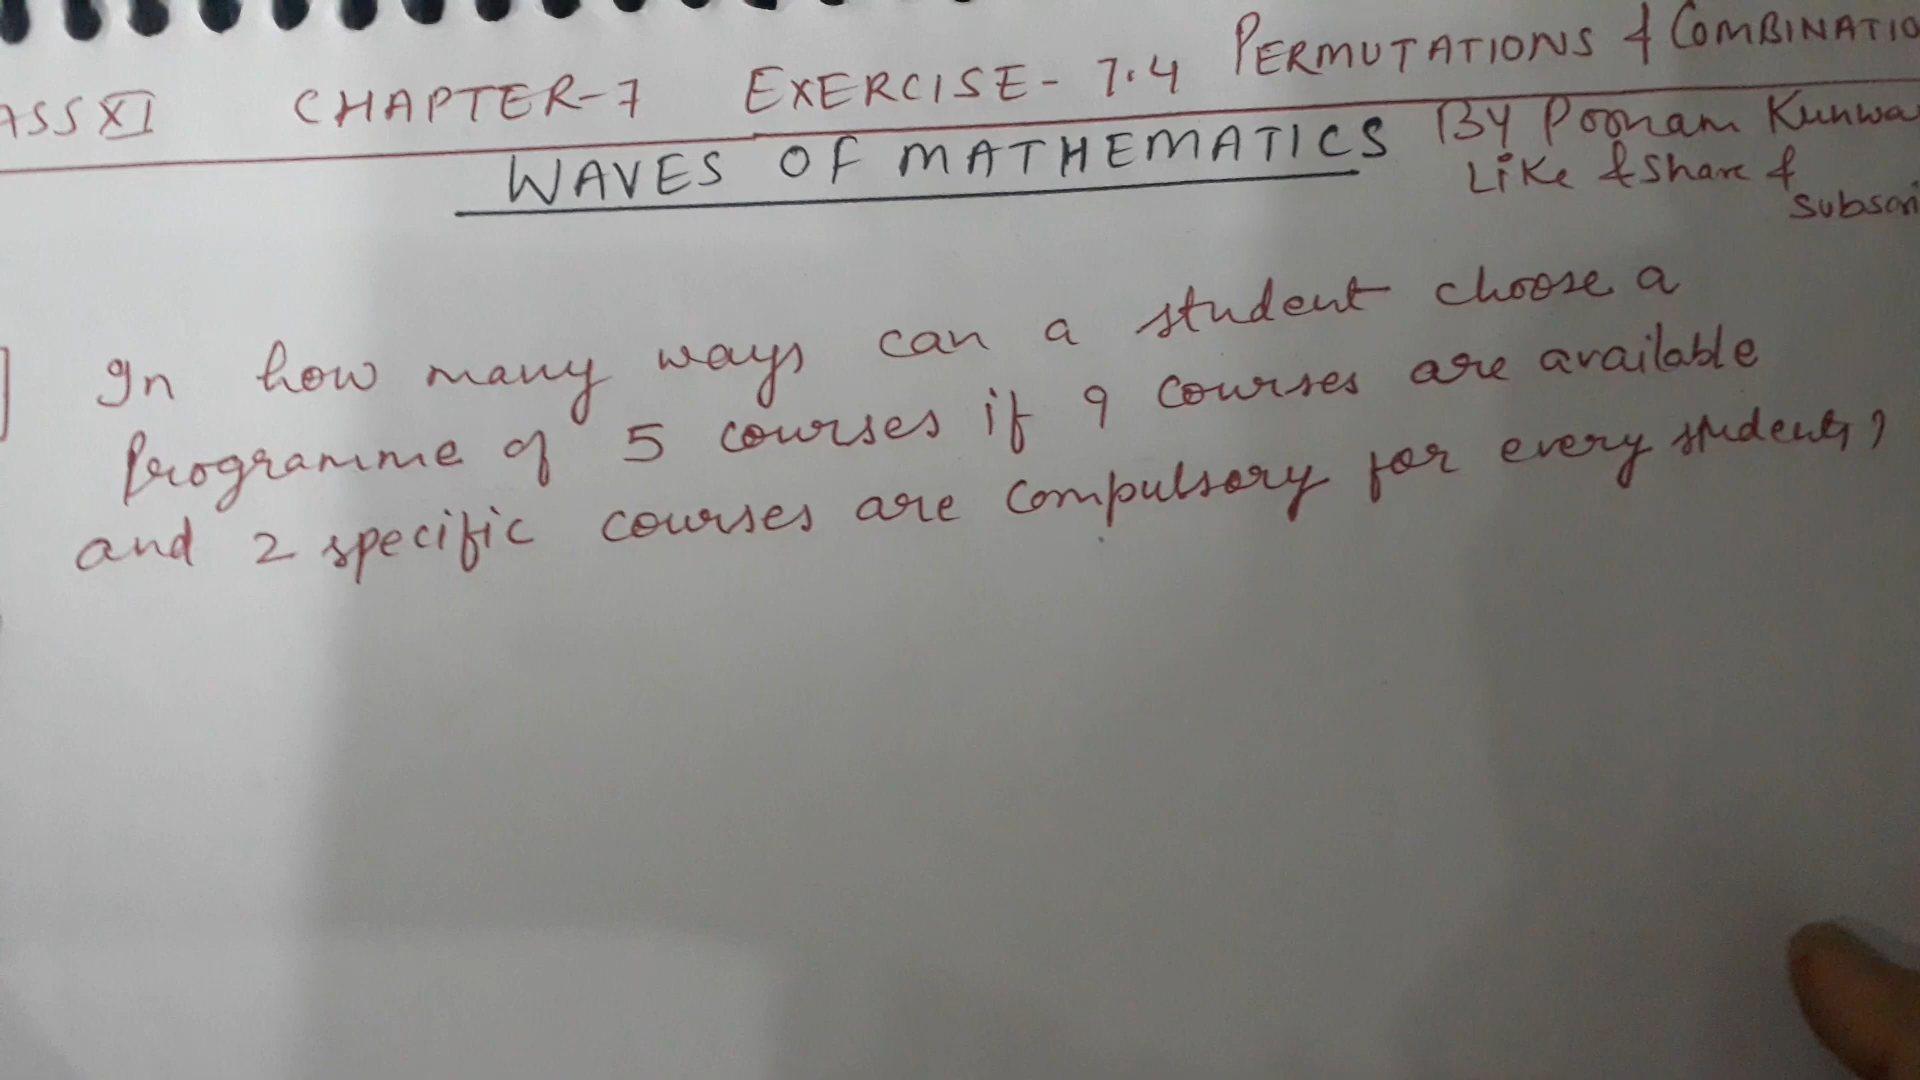 ASS XI CHAPTER-7 EXERCISE- 7.4 PERMUTATIONS & COMBINATIO
WAVES OF MATHEMATICS By Poonam Kunwa
Like & Share &
Subscri
] In how many ways can a student choose a
Programme of 5 courses if 9 courses are available
and 2 specific courses are compulsory for every student?